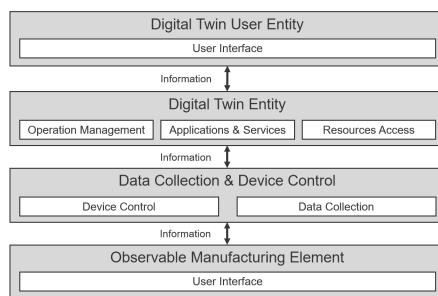 Digital Twin User Entity
User Interface
Information
Digital Twin Entity
Operation Management Applications & Services Resources Access
Information
Data Collection & Device Control
Device Control Data Collection
Information
Observable Manufacturing Element
User Interface